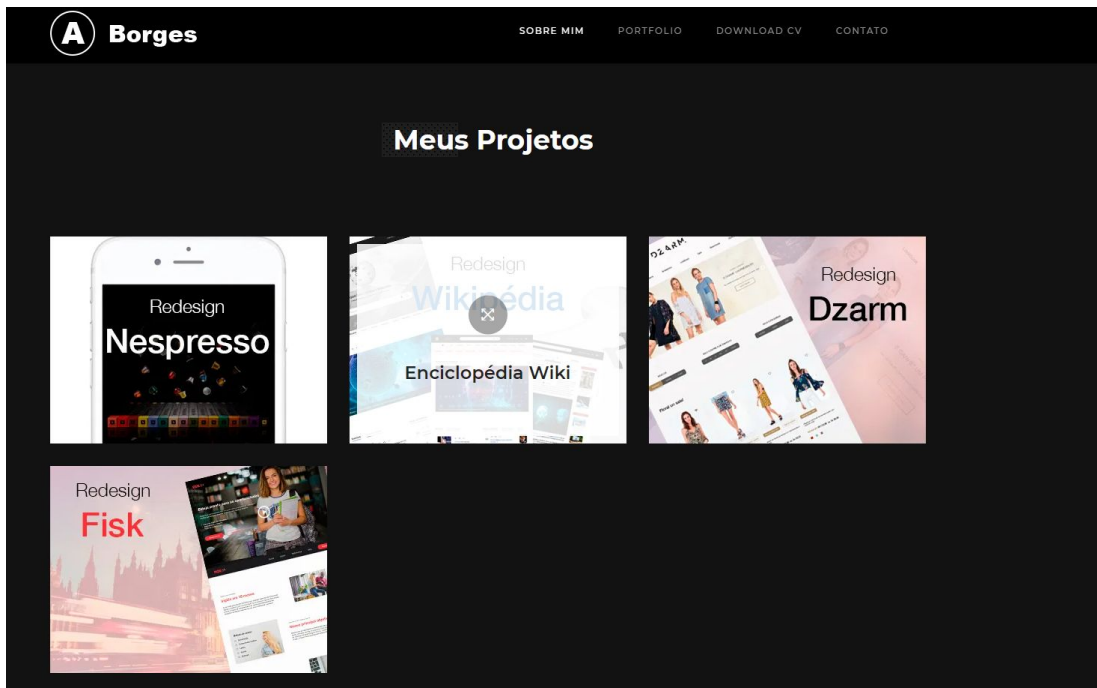 A Borges
SOBRE MIM PORTFOLIO DOWNLOAD CV CONTATO
Meus Projetos
Redesign
Nespresso
Redesign
Wikipédia
Enciclopédia Wiki
DZARM
Redesign
Dzarm
Redesign
Fisk